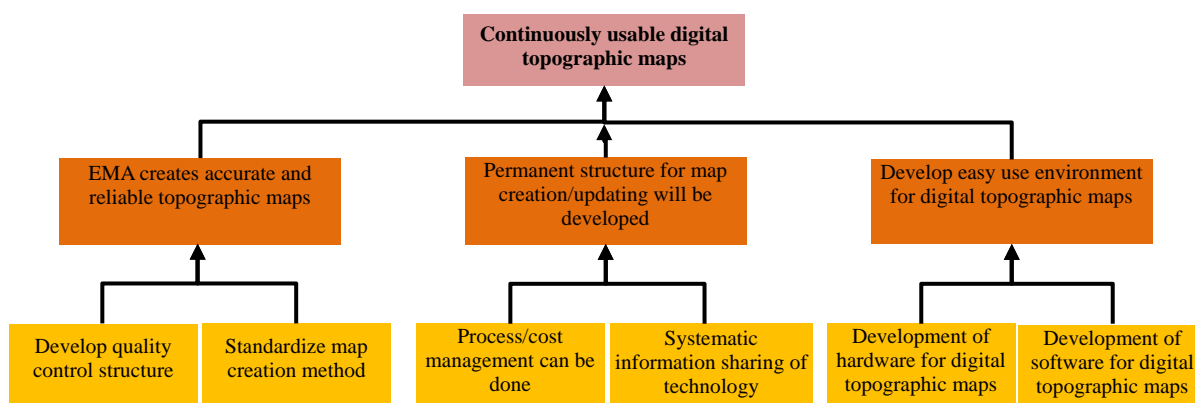 Continuously usable digital
topographic maps
EMA creates accurate and
reliable topographic maps
Permanent structure for map
creation/updating will be
developed
Develop easy use environment
for digital topographic maps
Develop quality
control structure
Standardize map
creation method
Process/cost
management can be
done
Systematic
information sharing of
technology
Development of
hardware for digital
topographic maps
Development of
software for digital
topographic maps